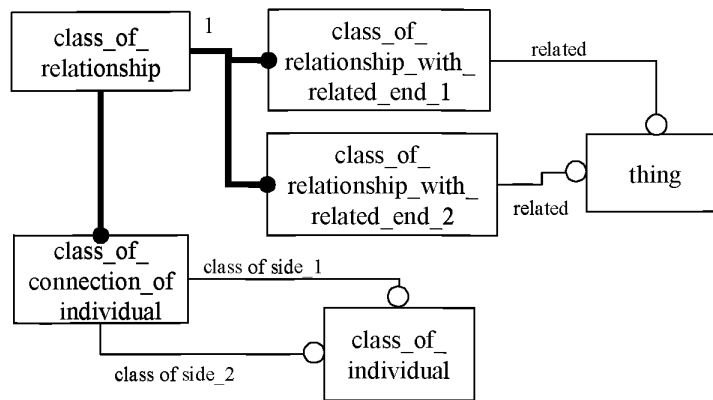 class_of_
relationship
1
class_of_
relationship_with_
related_end_1
related
class_of_
relationship_with_
related_end_2
related
thing
class_of_
connection_of_
individual
class of side_1
class of side_2
class_of_
individual